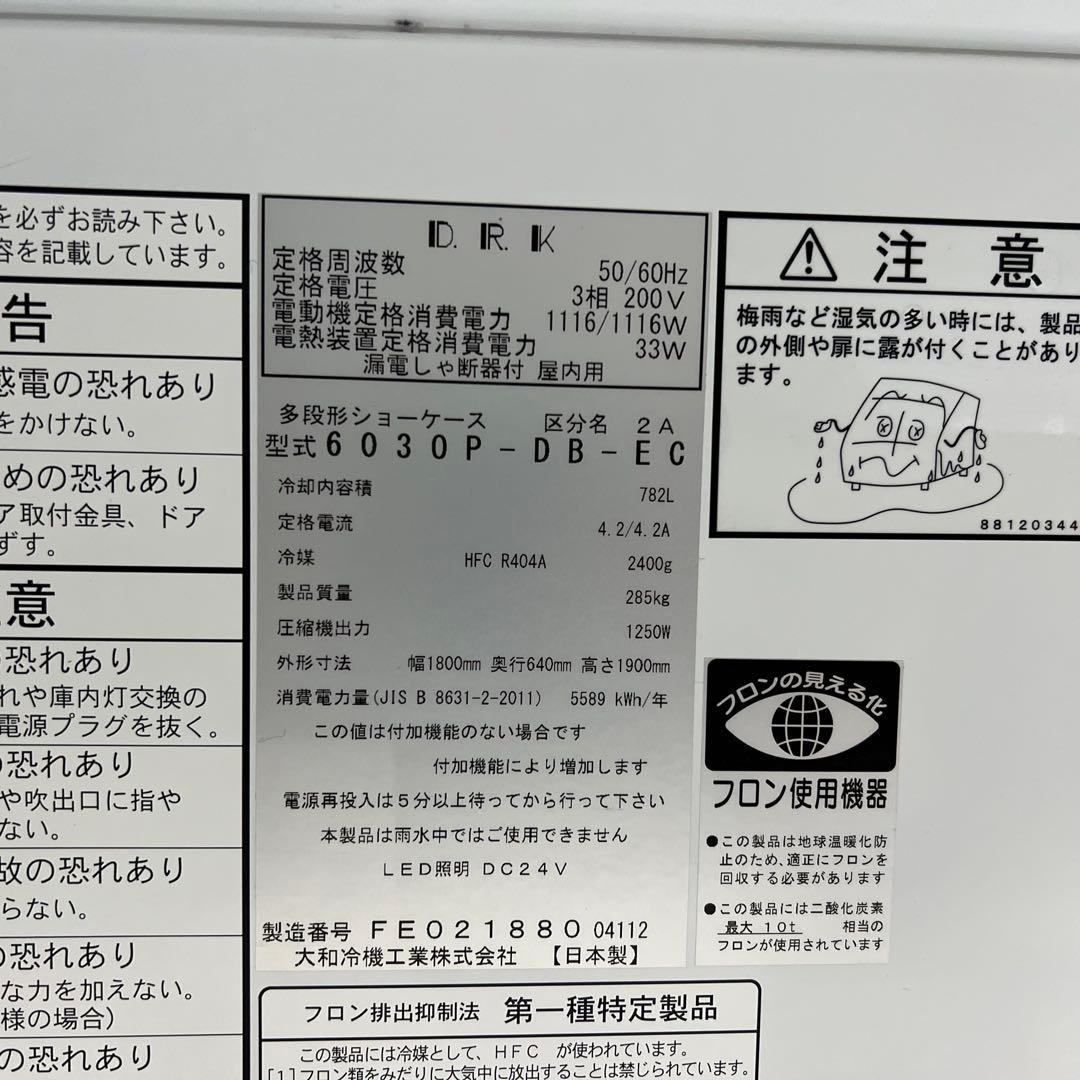 を必ずお読み下さい。
容を記載しています。
告
感電の恐れあり
をかけない。
めの恐れあり
ア取付金具、ドア
ずす。
意
の恐れあり
れや庫内灯交換の
電源プラグを抜く。
の恐れあり
や吹出口に指や
ない。
故の恐れあり
らない。
の恐れあり
な力を加えない。
様の場合)
の恐れあり
D. R. K
定格周波数 50/60Hz
定格電圧 3相 200V
電動機定格消費電力 1116/1116W
電熱装置定格消費電力 33W
漏電しゃ断器付 屋内用
多段形ショーケース 区分名 2A
型式 6030P-DB-EC
冷却内容積 782L
定格電流 4.2/4.2A
冷媒 HFC R404A 2400g
製品質量 285kg
圧縮機出力 1250W
外形寸法 幅1800mm 奥行640mm 高さ1900mm
消費電力量(JIS B 8631-2-2011) 5589 kWh/年
この値は付加機能のない場合です
付加機能により増加します
電源再投入は5分以上待ってから行って下さい
本製品は雨水中ではご使用できません
LED照明 DC24V
製造番号 FE021880 04112
大和冷機工業株式会社 【日本製】
フロン排出抑制法 第一種特定製品
この製品には冷媒として、HFC が使われています。
[1]フロン類をみだりに大気中に放出することは禁じられています。
注意
梅雨など湿気の多い時には、製品
の外側や扉に露が付くことがあり
ます。
88120344
フロンの見える化
フロン使用機器
●この製品は地球温暖化防
止のため、適正にフロンを
回収する必要があります
●この製品には二酸化炭素
最大 10t 相当の
フロンが使用されています